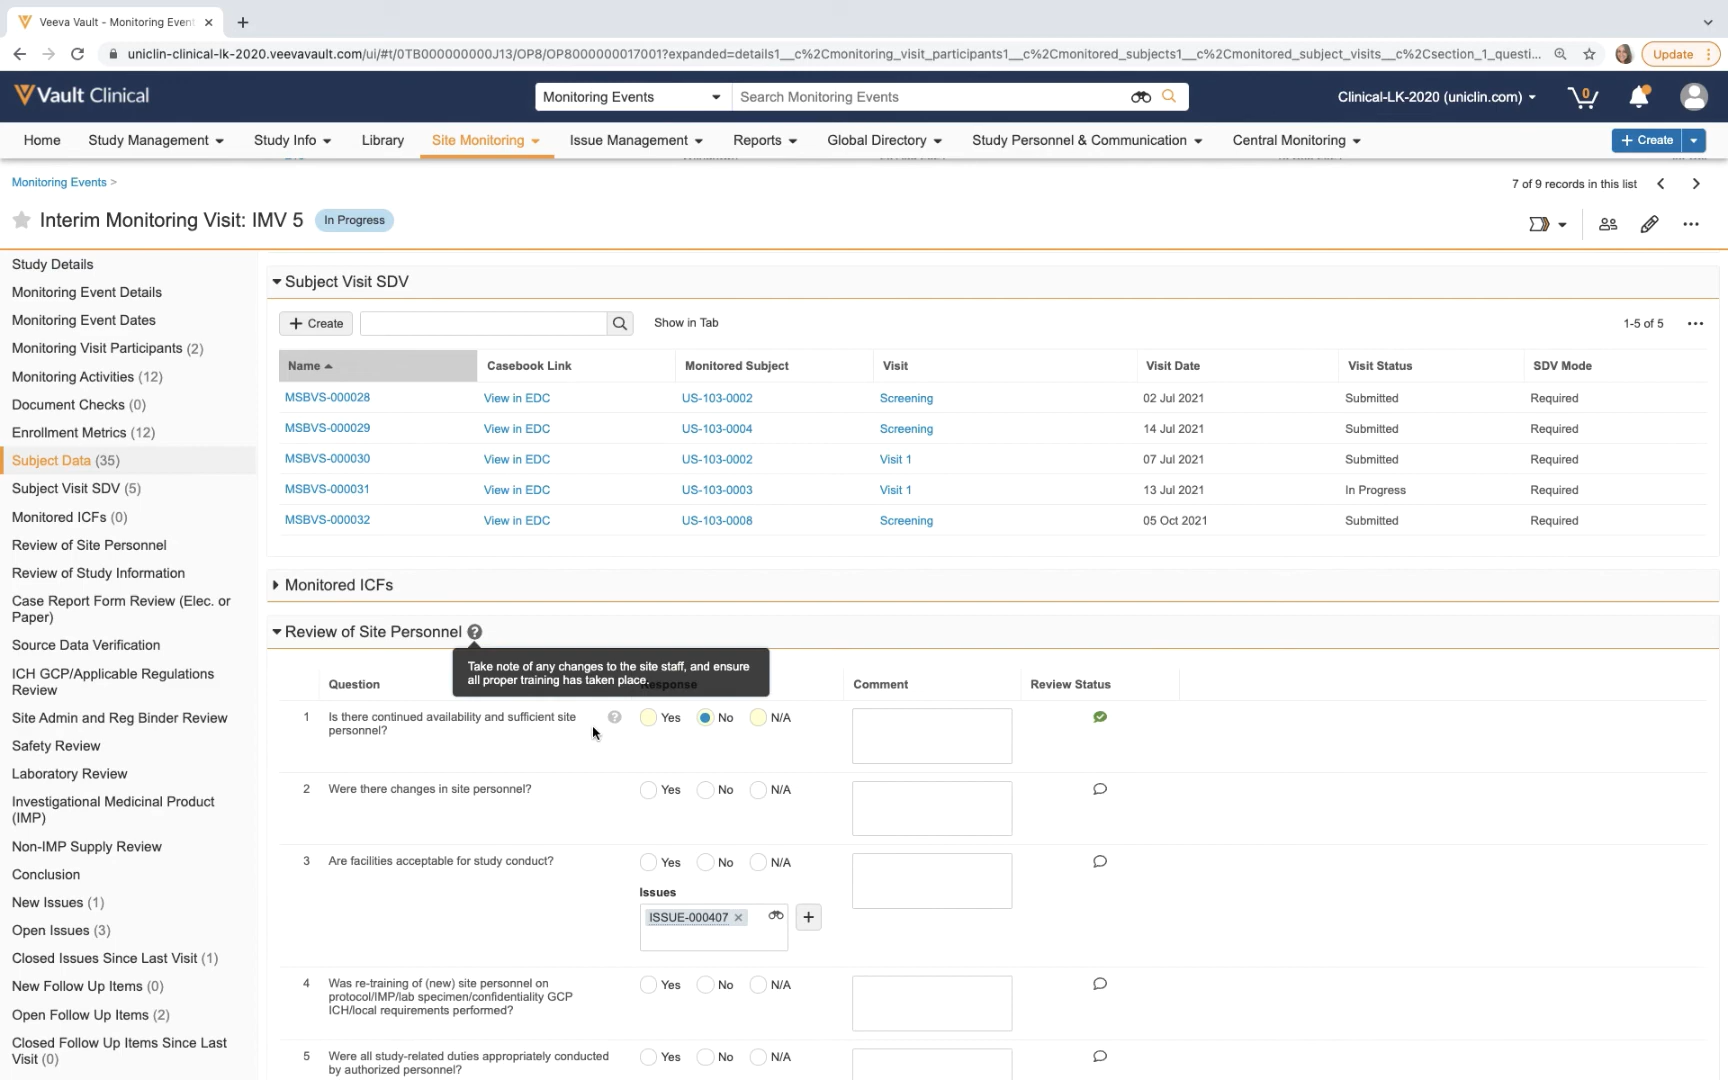 Veeva Vault - Monitoring Event
uniclin-clinical-lk-2020.veevavault.com/ui/#t/0TB000000000J13/OP8/OP8000000017001?expanded=details1__c%2Cmonitoring_visit_participants1__c%2Cmonitored_subjects1__c%2Cmonitored_subject_visits__c%2Csection_1_questi...
Update
Vault Clinical
Monitoring Events
Search Monitoring Events
Clinical-LK-2020 (uniclin.com)
0
Home
Study Management
Study Info
Library
Site Monitoring
Issue Management
Reports
Global Directory
Study Personnel & Communication
Central Monitoring
+ Create
Monitoring Events >
7 of 9 records in this list
Interim Monitoring Visit: IMV 5
In Progress
Study Details
Monitoring Event Details
Monitoring Event Dates
Monitoring Visit Participants (2)
Monitoring Activities (12)
Document Checks (0)
Enrollment Metrics (12)
Subject Data (35)
Subject Visit SDV (5)
Monitored ICFs (0)
Review of Site Personnel
Review of Study Information
Case Report Form Review (Elec. or
Paper)
Source Data Verification
ICH GCP/Applicable Regulations
Review
Site Admin and Reg Binder Review
Safety Review
Laboratory Review
Investigational Medicinal Product
(IMP)
Non-IMP Supply Review
Conclusion
New Issues (1)
Open Issues (3)
Closed Issues Since Last Visit (1)
New Follow Up Items (0)
Open Follow Up Items (2)
Closed Follow Up Items Since Last
Visit (0)
Subject Visit SDV
+ Create
Show in Tab
1-5 of 5
Name Casebook Link Monitored Subject Visit Visit Date Visit Status SDV Mode
MSBVS-000028 View in EDC US-103-0002 Screening 02 Jul 2021 Submitted Required
MSBVS-000029 View in EDC US-103-0004 Screening 14 Jul 2021 Submitted Required
MSBVS-000030 View in EDC US-103-0002 Visit 1 07 Jul 2021 Submitted Required
MSBVS-000031 View in EDC US-103-0003 Visit 1 13 Jul 2021 In Progress Required
MSBVS-000032 View in EDC US-103-0008 Screening 05 Oct 2021 Submitted Required
Monitored ICFs
Review of Site Personnel ?
Take note of any changes to the site staff, and ensure
all proper training has taken place.
Question Response Comment Review Status
1 Is there continued availability and sufficient site ? Yes No N/A
personnel?
2 Were there changes in site personnel? Yes No N/A
3 Are facilities acceptable for study conduct? Yes No N/A
Issues
ISSUE-000407 × +
4 Was re-training of (new) site personnel on Yes No N/A
protocol/IMP/lab specimen/confidentiality GCP
ICH/local requirements performed?
5 Were all study-related duties appropriately conducted Yes No N/A
by authorized personnel?